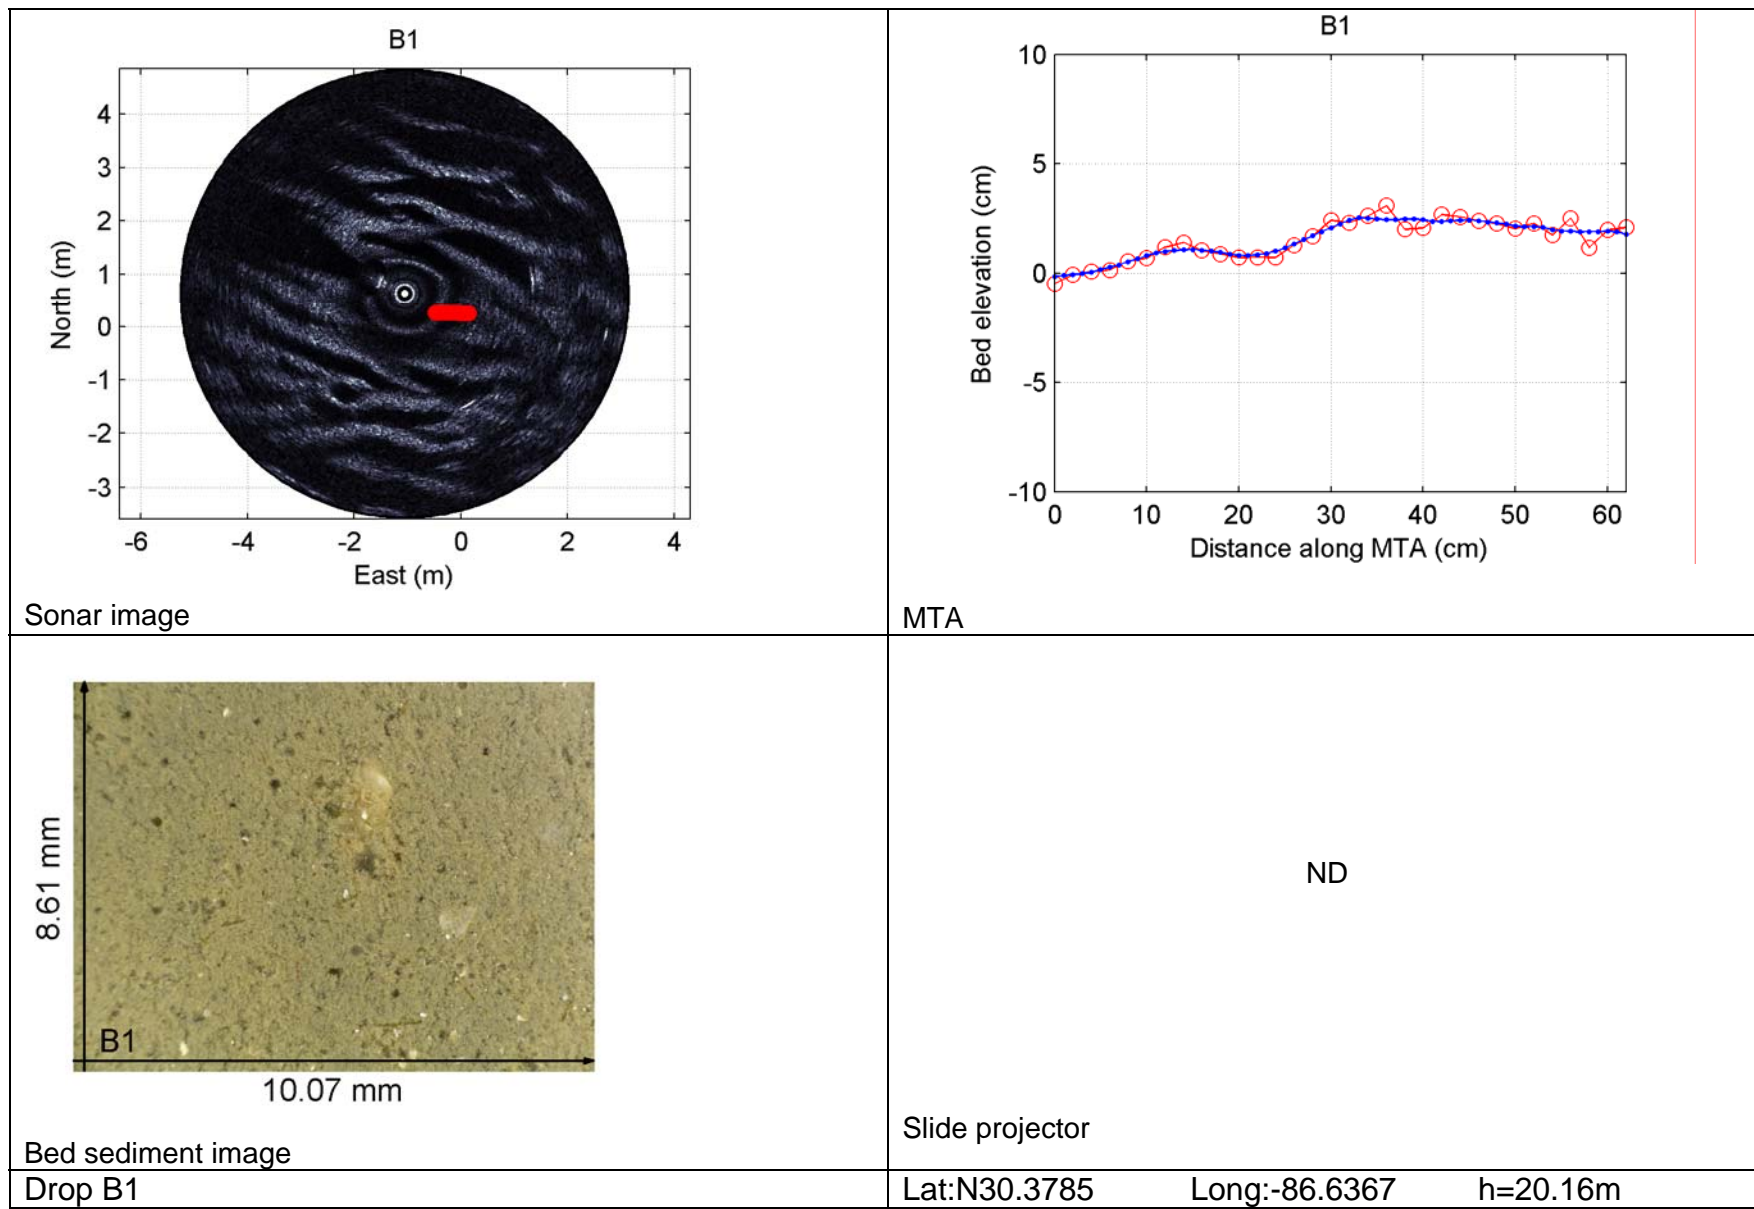 B1
4
3
2
1
0
-1
-2
-3
North (m)
-6 -4 -2 0 2 4
East (m)
Sonar image
B1
10
5
0
-5
-10
Bed elevation (cm)
0 10 20 30 40 50 60
Distance along MTA (cm)
MTA
8.61 mm
B1
10.07 mm
Bed sediment image
ND
Slide projector
Drop B1
Lat:N30.3785 Long:-86.6367 h=20.16m